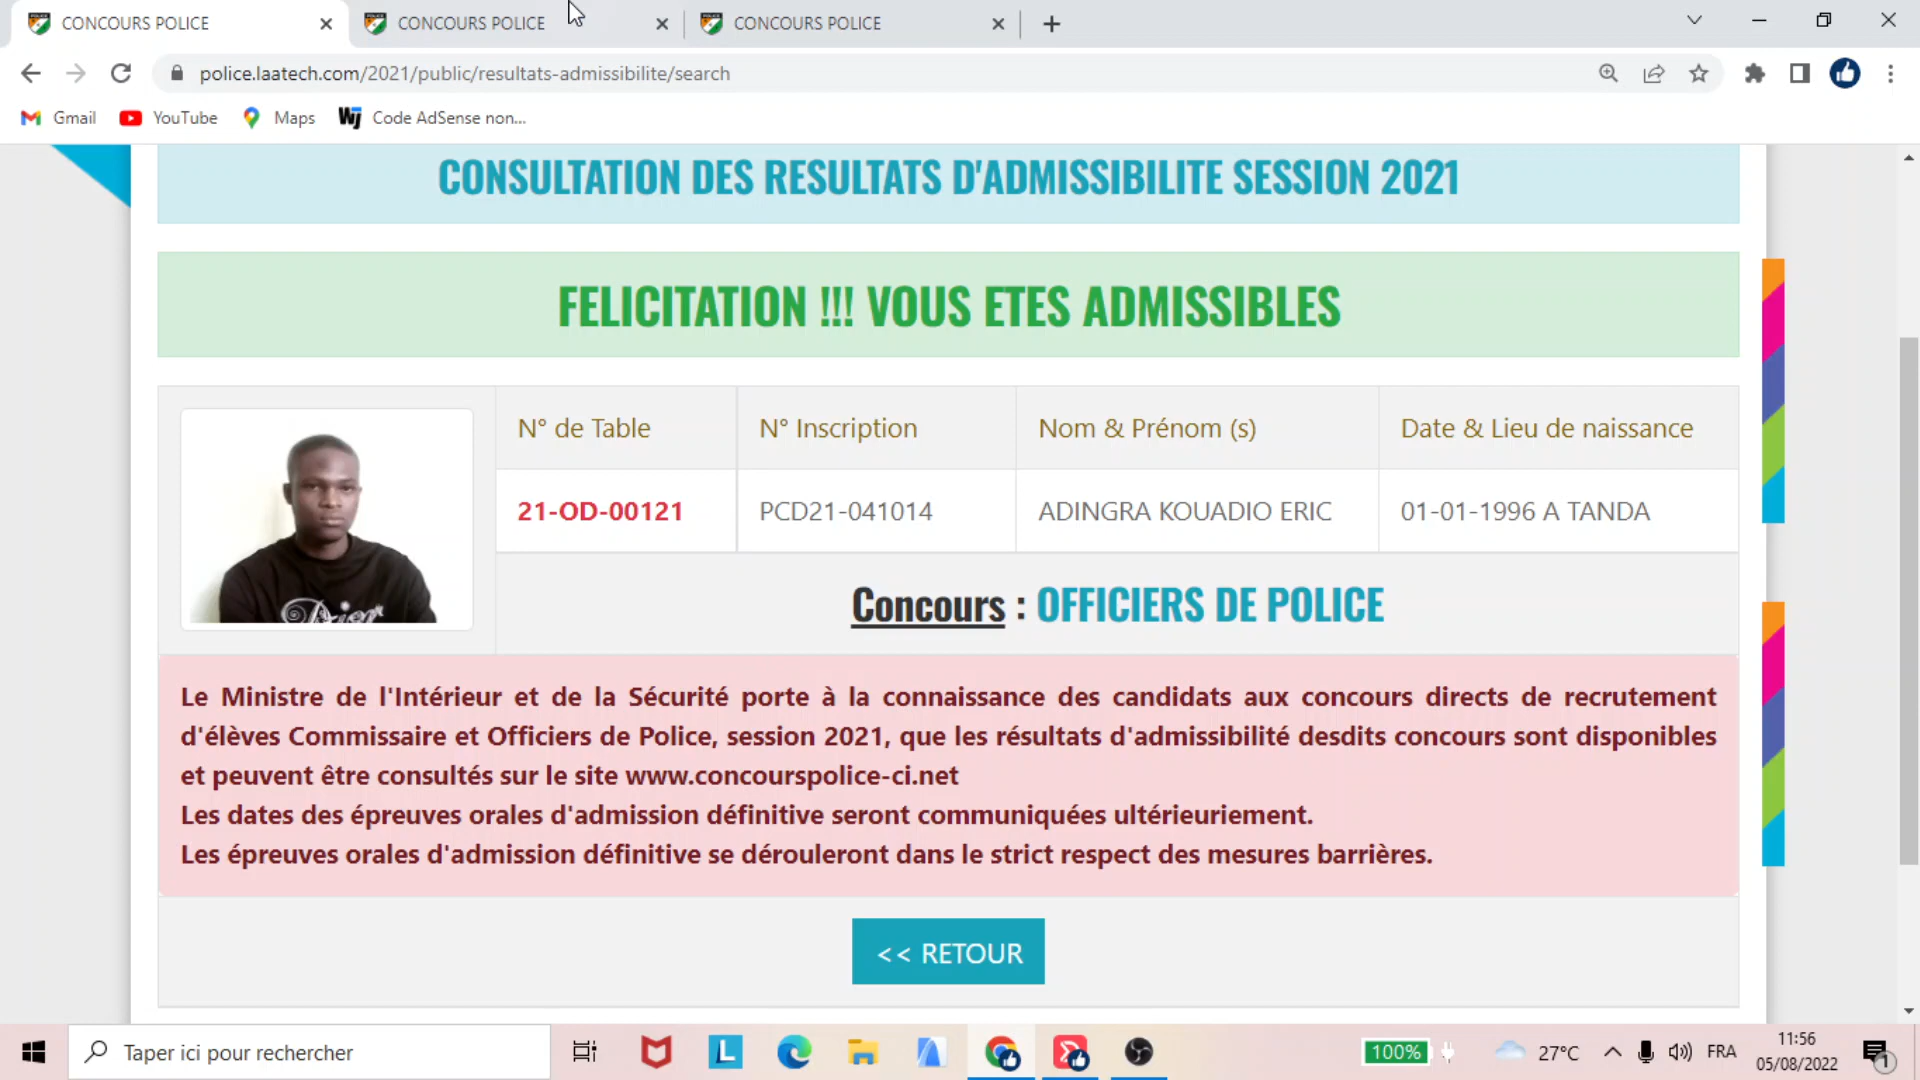 CONCOURS POLICE
CONCOURS POLICE
CONCOURS POLICE
police.laatech.com/2021/public/resultats-admissibilite/search
Gmail
YouTube
Maps
Code AdSense non...
CONSULTATION DES RESULTATS D'ADMISSIBILITE SESSION 2021
FELICITATION !!! VOUS ETES ADMISSIBLES
N° de Table
N° Inscription
Nom & Prénom (s)
Date & Lieu de naissance
21-OD-00121
PCD21-041014
ADINGRA KOUADIO ERIC
01-01-1996 A TANDA
Concours : OFFICIERS DE POLICE
Le Ministre de l'Intérieur et de la Sécurité porte à la connaissance des candidats aux concours directs de recrutement
d'élèves Commissaire et Officiers de Police, session 2021, que les résultats d'admissibilité desdits concours sont disponibles
et peuvent être consultés sur le site www.concourspolice-ci.net
Les dates des épreuves orales d'admission définitive seront communiquées ultérieuriement.
Les épreuves orales d'admission définitive se dérouleront dans le strict respect des mesures barrières.
<< RETOUR
Taper ici pour rechercher
L
100%
27°C
FRA
11:56
05/08/2022
1